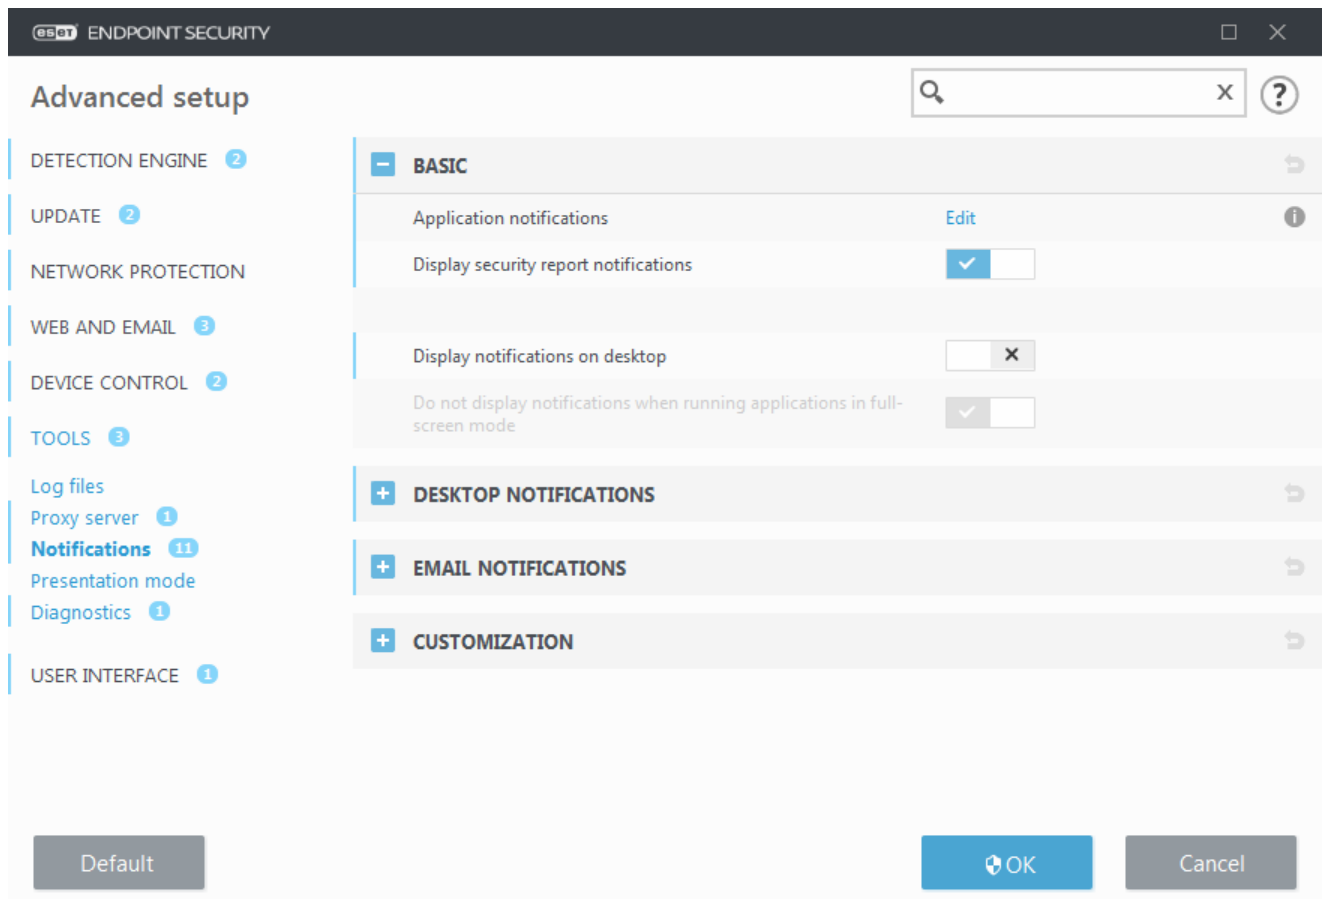 eset ENDPOINT SECURITY
Advanced setup
DETECTION ENGINE 2
UPDATE 2
NETWORK PROTECTION
WEB AND EMAIL 3
DEVICE CONTROL 2
TOOLS 3
Log files
Proxy server 1
Notifications 11
Presentation mode
Diagnostics 1
USER INTERFACE 1
BASIC
Application notifications Edit
Display security report notifications
Display notifications on desktop
Do not display notifications when running applications in full-
screen mode
DESKTOP NOTIFICATIONS
EMAIL NOTIFICATIONS
CUSTOMIZATION
Default
OK
Cancel